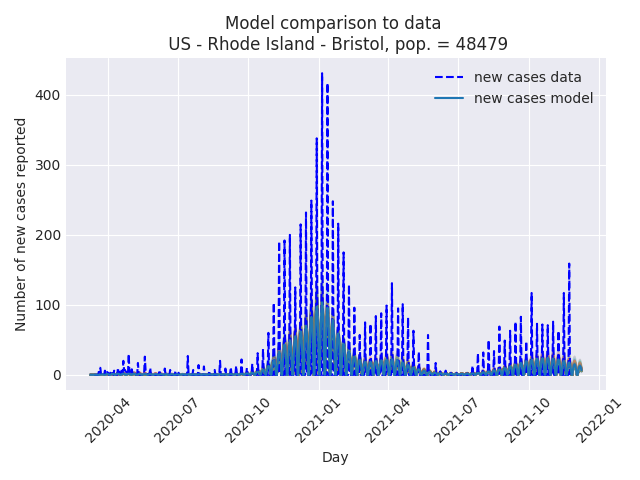 Model comparison to data
US - Rhode Island - Bristol, pop. = 48479
new cases data
new cases model
Number of new cases reported
400
300
200
100
0
2020-04
2020-07
2020-10
2021-01
2021-04
2021-07
2021-10
2022-01
Day